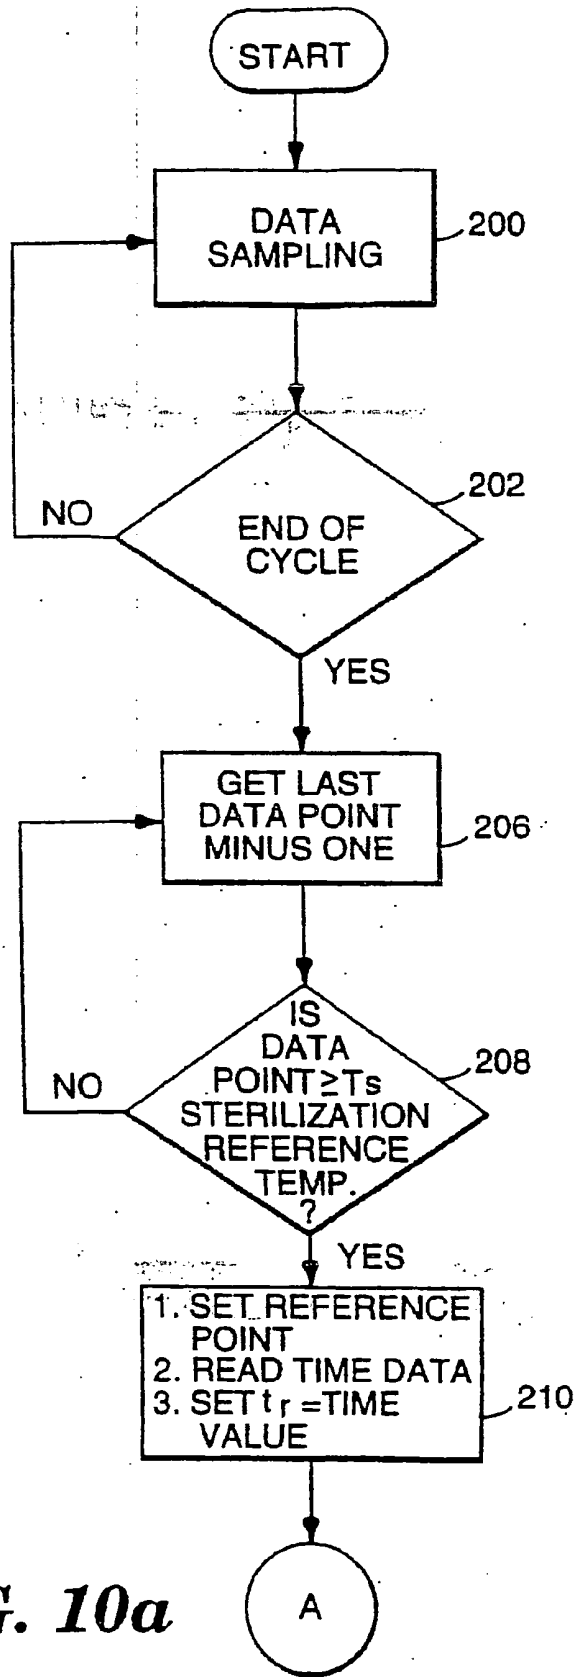 START
DATA
SAMPLING
200
202
NO
END OF
CYCLE
YES
GET LAST
DATA POINT
MINUS ONE
206
IS
DATA
POINT≥Ts
STERILIZATION
REFERENCE
TEMP.
?
208
NO
YES
1. SET REFERENCE
POINT
2. READ TIME DATA
3. SET tr =TIME
VALUE
210
A
G. 10a